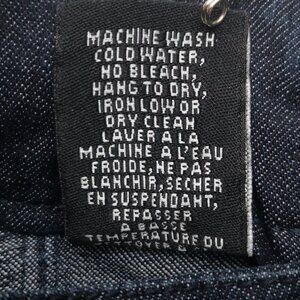 MACHINE WASH
COLD WATER,
NO BLEACH,
HANG TO DRY,
IRON LOW OR
DRY CLEAN
LAVER A LA
MACHINE A L'EAU
FROIDE, NE PAS
BLANCHIR, SECHER
EN SUSPENDANT,
REPASSER
A BASSE
TEMPERATURE OU